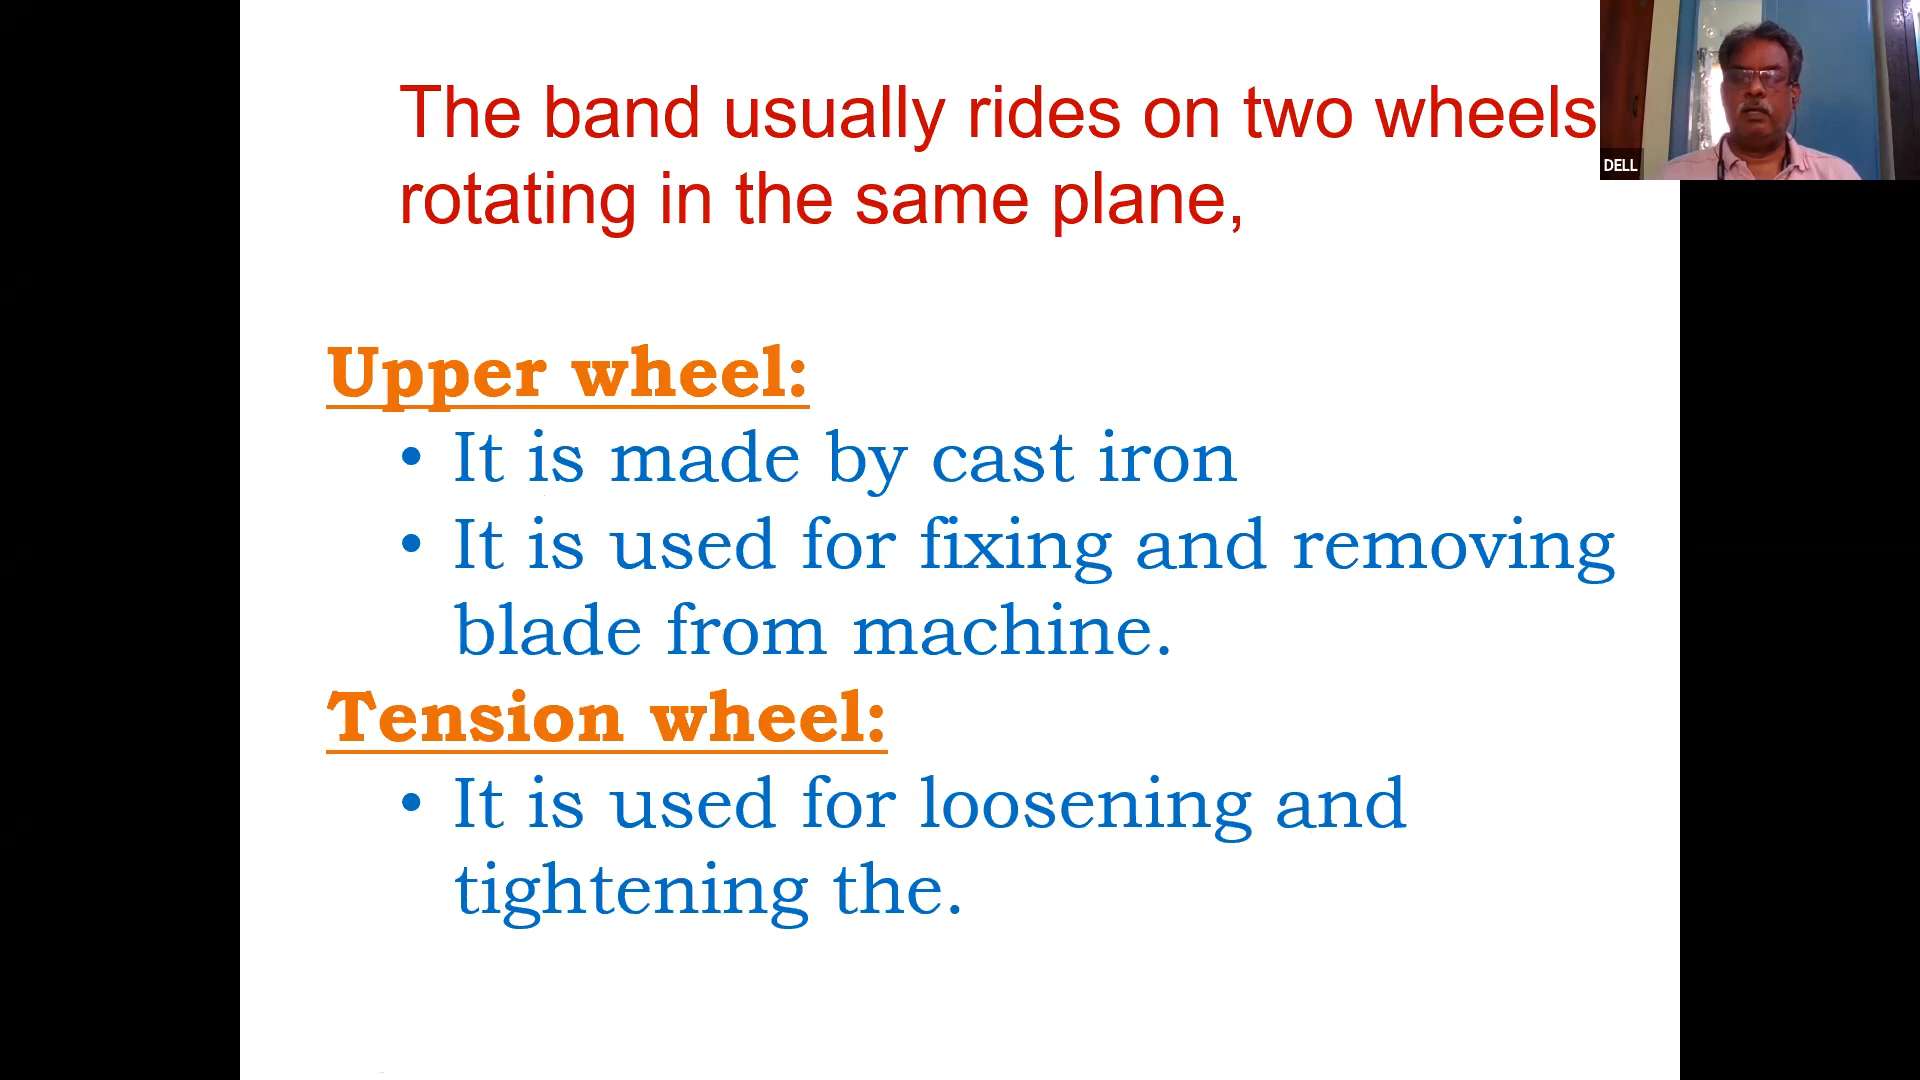 The band usually rides on two wheels
rotating in the same plane,
DELL
Upper wheel:
• It is made by cast iron
• It is used for fixing and removing
blade from machine.
Tension wheel:
• It is used for loosening and
tightening the.